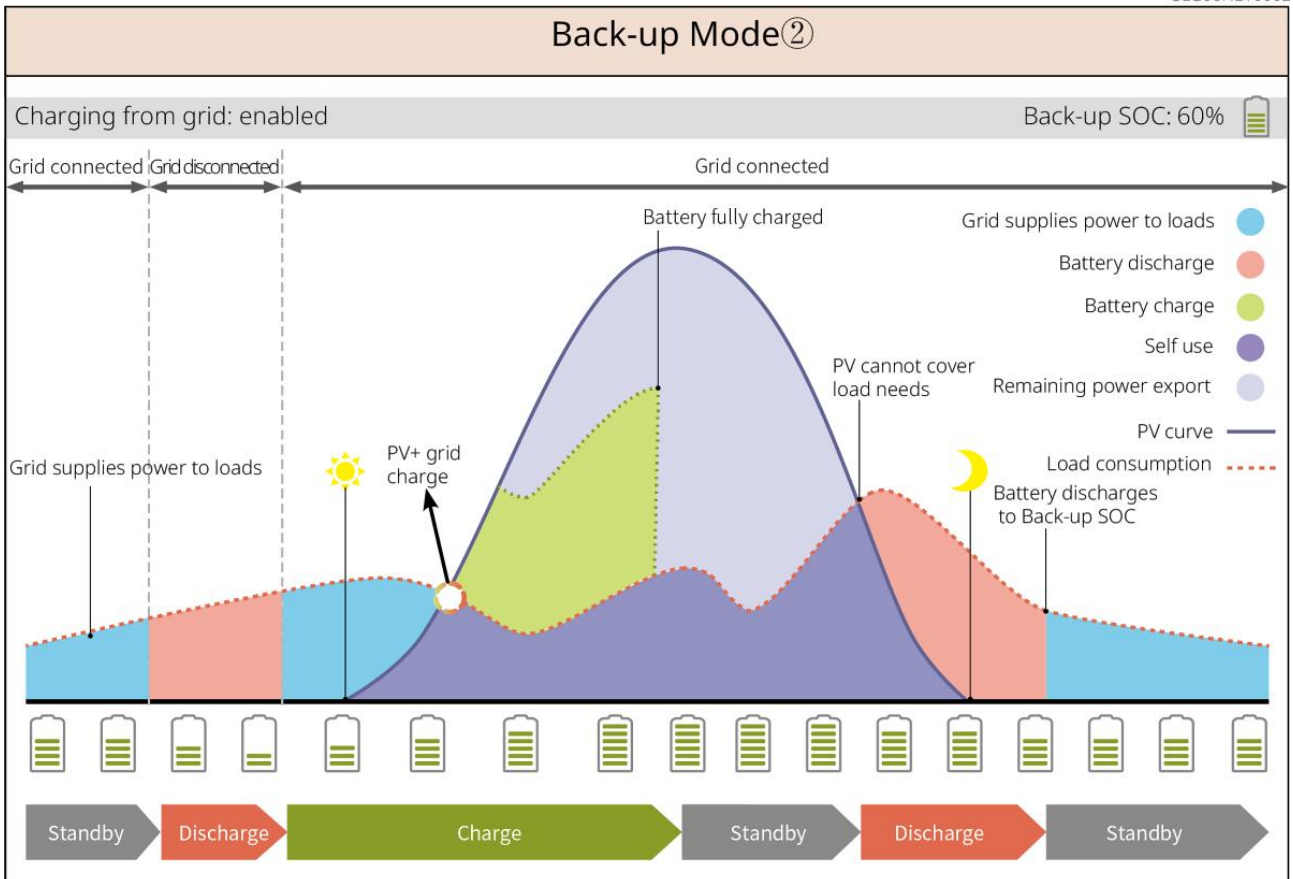 Back-up Mode②
Charging from grid: enabled
Back-up SOC: 60%
Grid connected
Grid disconnected
Grid connected
Battery fully charged
Grid supplies power to loads
Battery discharge
Battery charge
Self use
Remaining power export
PV curve
Load consumption
PV cannot cover
load needs
PV+ grid
charge
Grid supplies power to loads
Battery discharges
to Back-up SOC
Standby
Discharge
Charge
Standby
Discharge
Standby